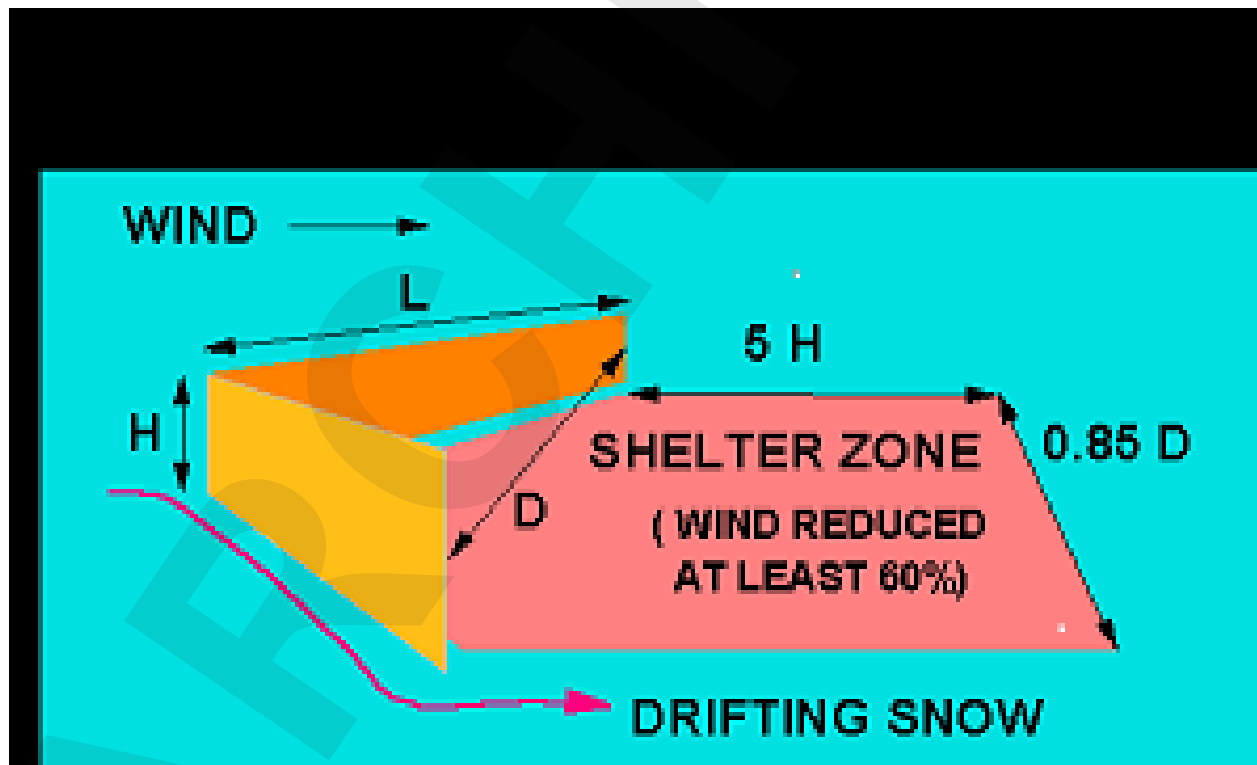 WIND
L
5 H
H
SHELTER ZONE
0.85 D
D
( WIND REDUCED
AT LEAST 60%)
DRIFTING SNOW